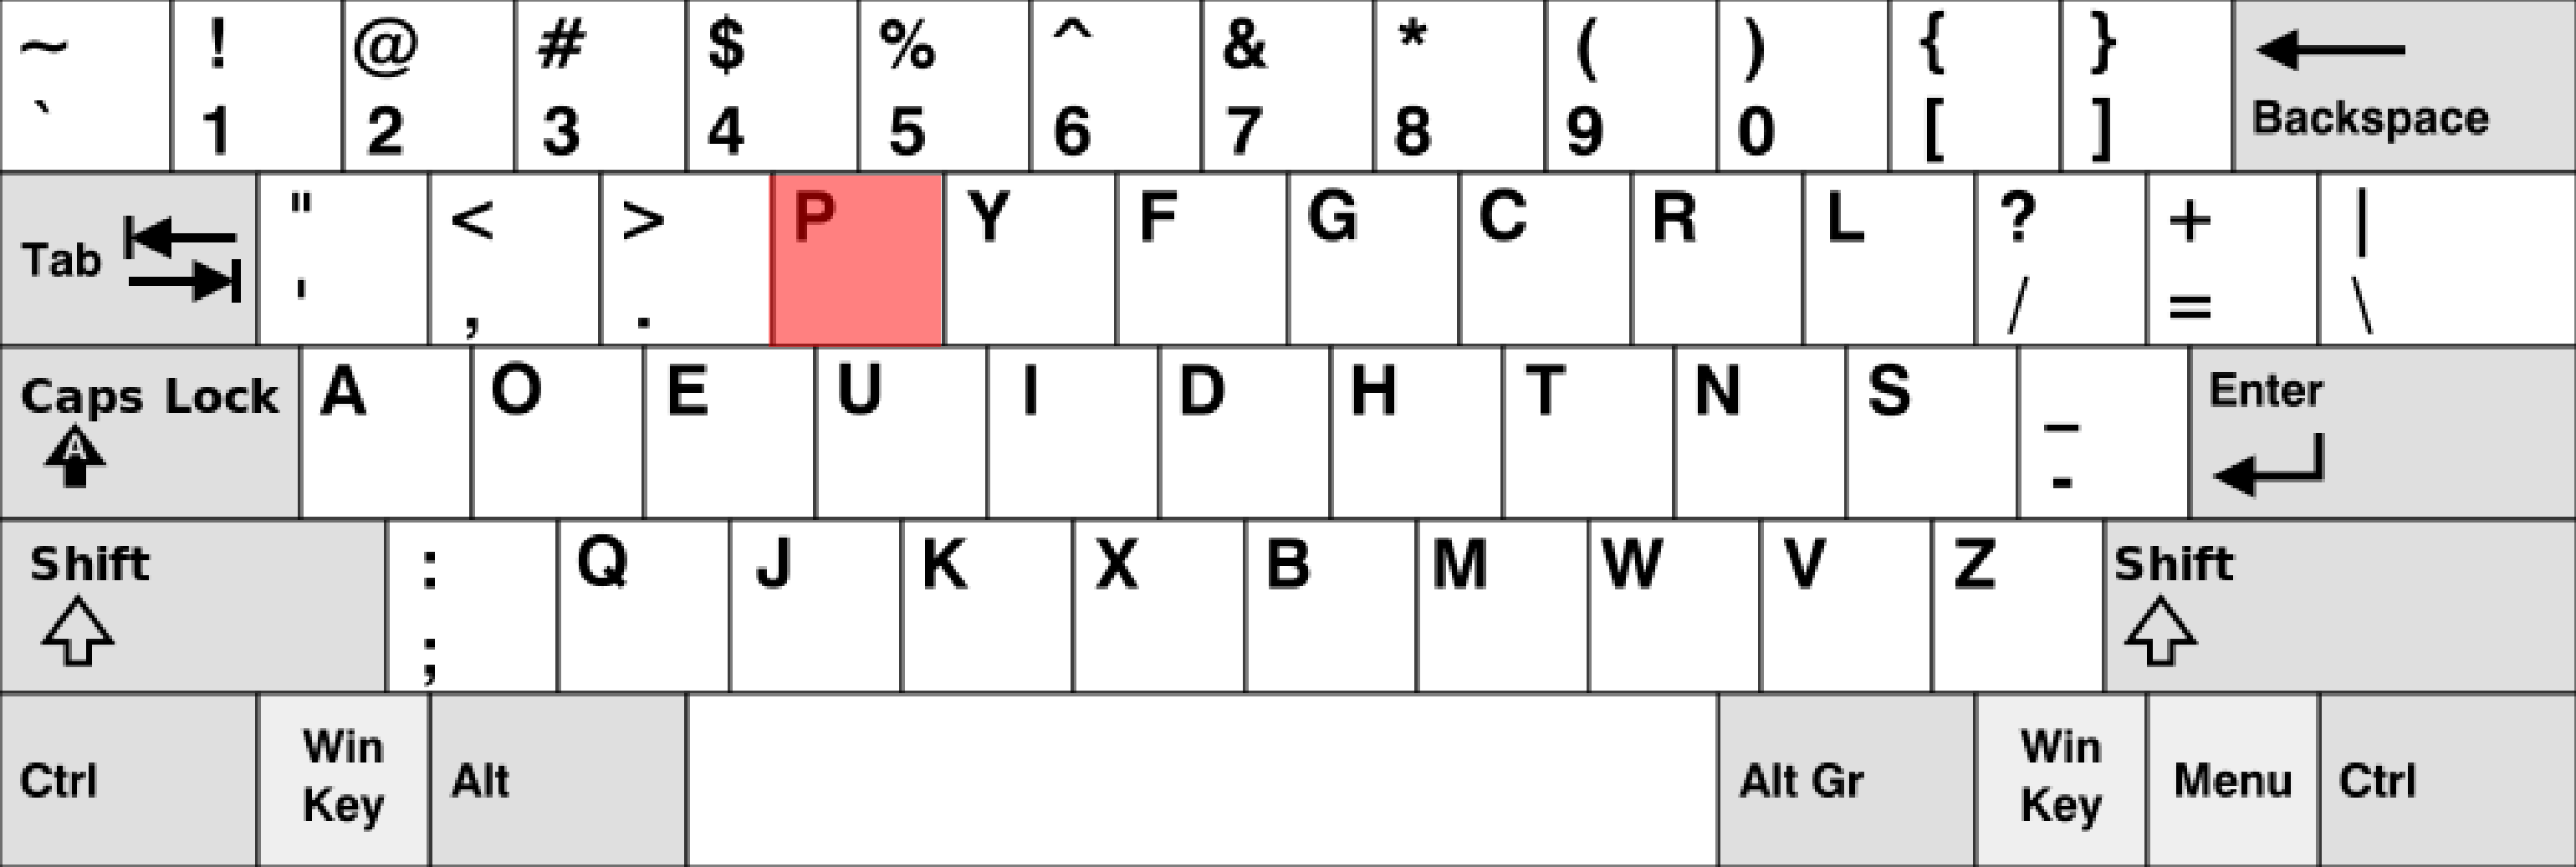 ~ ! @ # $ % ^ & * ( ) { }
` 1 2 3 4 5 6 7 8 9 0 [ ] Backspace
Tab " < > P Y F G C R L ? + |
' , . / = \
Caps Lock A O E U I D H T N S _ Enter
A -
Shift : Q J K X B M W V Z Shift
;
Ctrl Win Key Alt Alt Gr Win Key Menu Ctrl